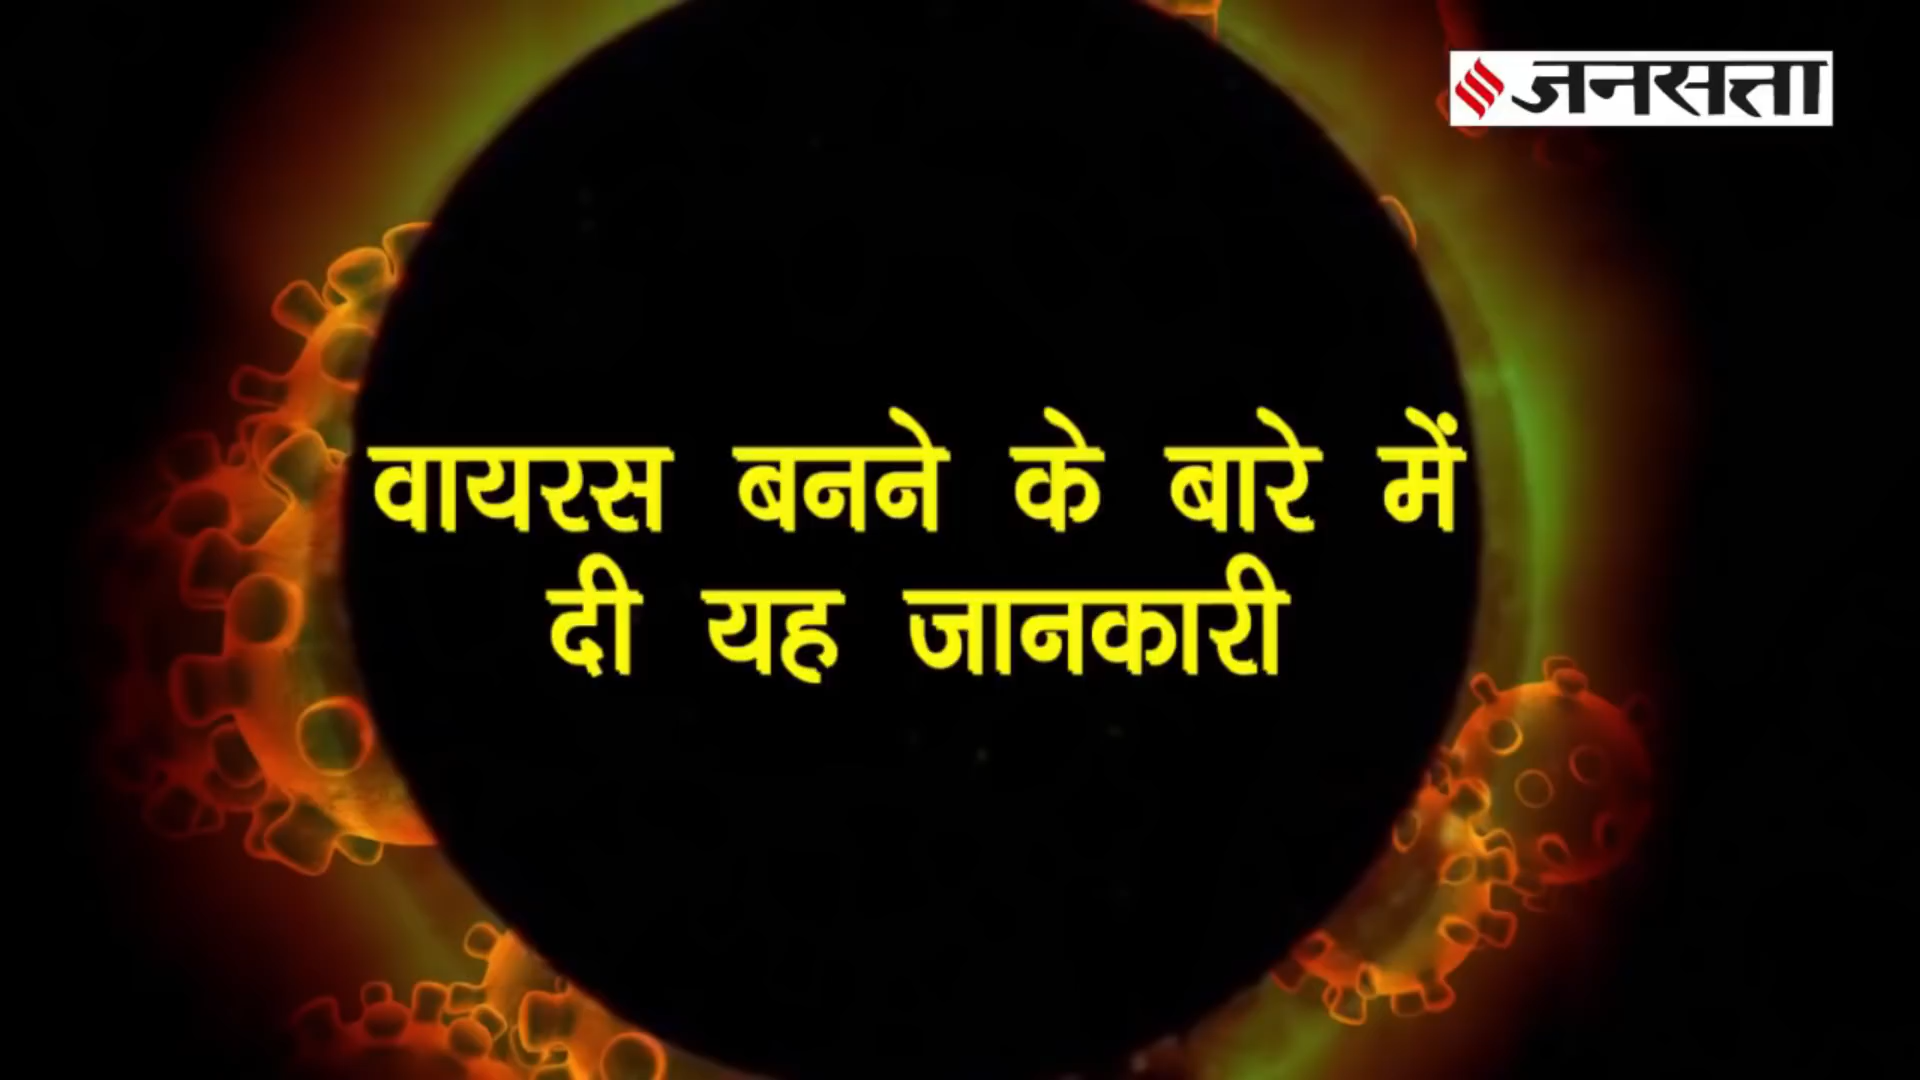 जनसत्ता
वायरस बनने के बारे में
दी यह जानकारी